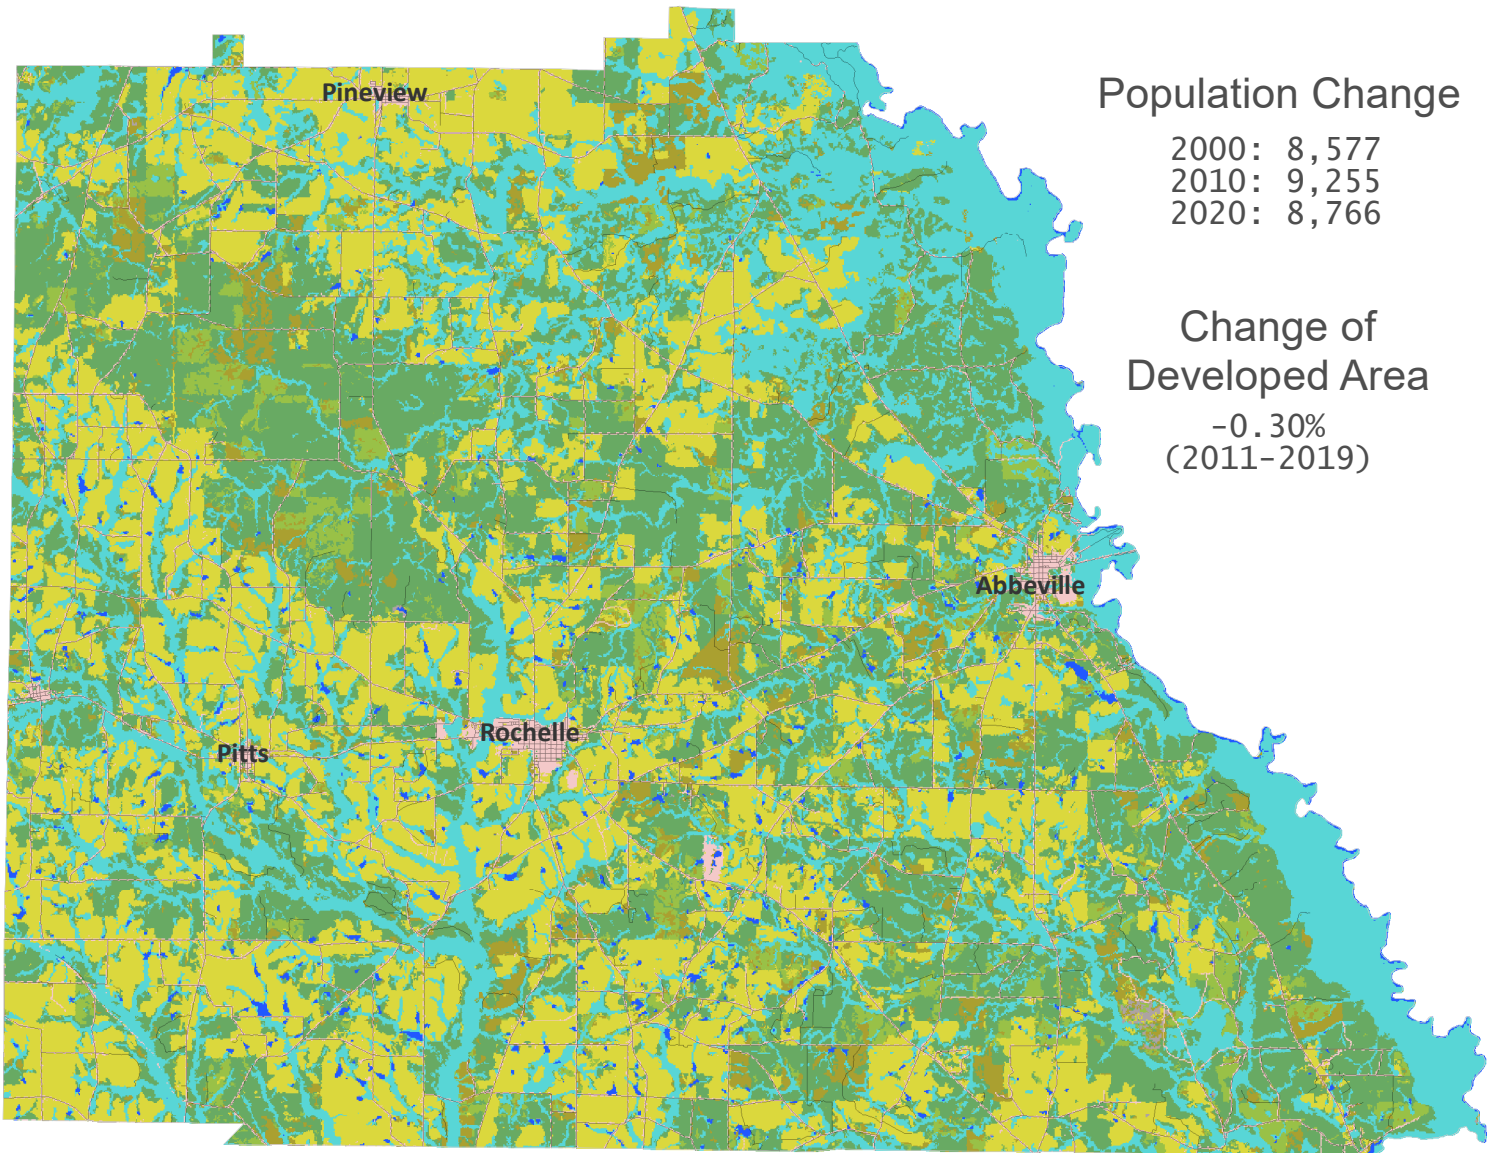 Pineview
Population Change
2000: 8,577
2010: 9,255
2020: 8,766
Change of
Developed Area
-0.30%
(2011-2019)
Abbeville
Rochelle
Pitts